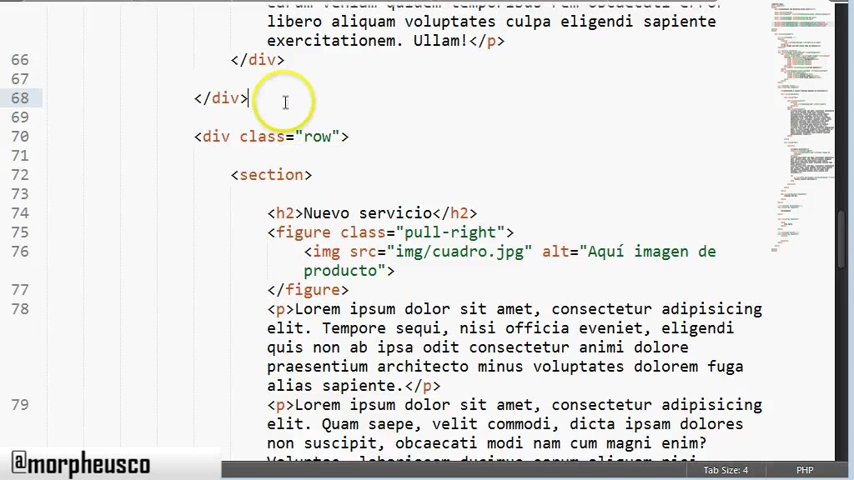 libero aliquam voluptates culpa eligendi sapiente
exercitationem. Ullam!</p>
66 </div>
67
68 </div>
69
70 <div class="row">
71
72 <section>
73
74 <h2>Nuevo servicio</h2>
75 <figure class="pull-right">
76 <img src="img/cuadro.jpg" alt="Aquí imagen de
producto">
77 </figure>
78 <p>Lorem ipsum dolor sit amet, consectetur adipisicing
elit. Tempore sequi, nisi officia eveniet, eligendi
quis non ab ipsa odit consectetur animi dolore
praesentium architecto minus voluptates dolorem fuga
alias sapiente.</p>
79 <p>Lorem ipsum dolor sit amet, consectetur adipisicing
elit. Quam saepe, velit commodi, dicta ipsam dolores
non suscipit, obcaecati modi nam cum magni enim?
@morpheusco
Tab Size: 4 PHP